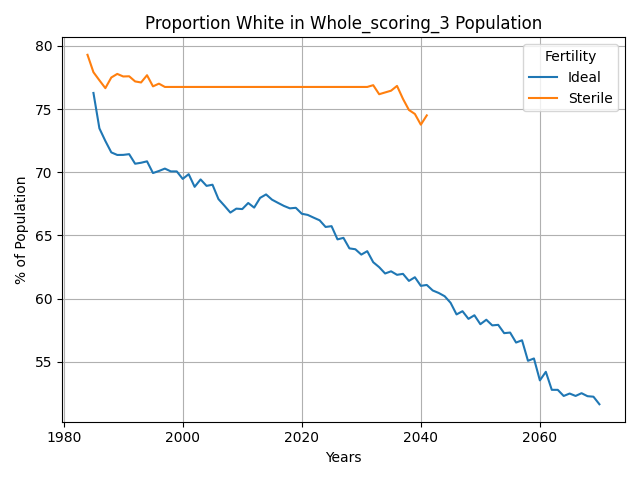 Proportion White in Whole_scoring_3 Population
80
75
70
65
60
55
% of Population
1980
2000
2020
2040
2060
Years
Fertility
Ideal
Sterile